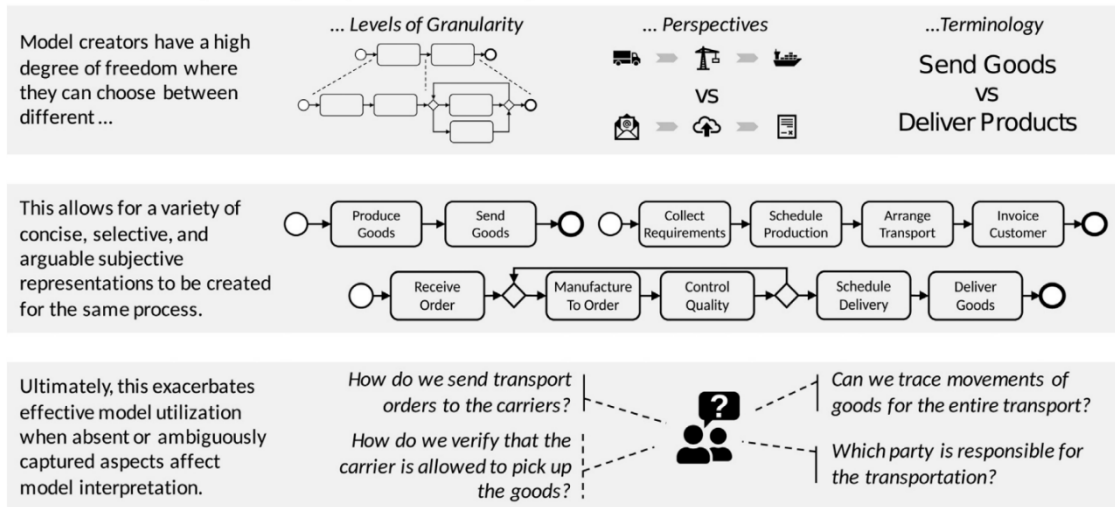 Model creators have a high
degree of freedom where
they can choose between
different ...
... Levels of Granularity
... Perspectives
vs
... Terminology
Send Goods
vs
Deliver Products
This allows for a variety of
concise, selective, and
arguable subjective
representations to be created
for the same process.
Produce
Goods
Send
Goods
Collect
Requirements
Schedule
Production
Arrange
Transport
Invoice
Customer
Receive
Order
Manufacture
To Order
Control
Quality
Schedule
Delivery
Deliver
Goods
Ultimately, this exacerbates
effective model utilization
when absent or ambiguously
captured aspects affect
model interpretation.
How do we send transport
orders to the carriers?
How do we verify that the
carrier is allowed to pick up
the goods?
?
Can we trace movements of
goods for the entire transport?
Which party is responsible for
the transportation?